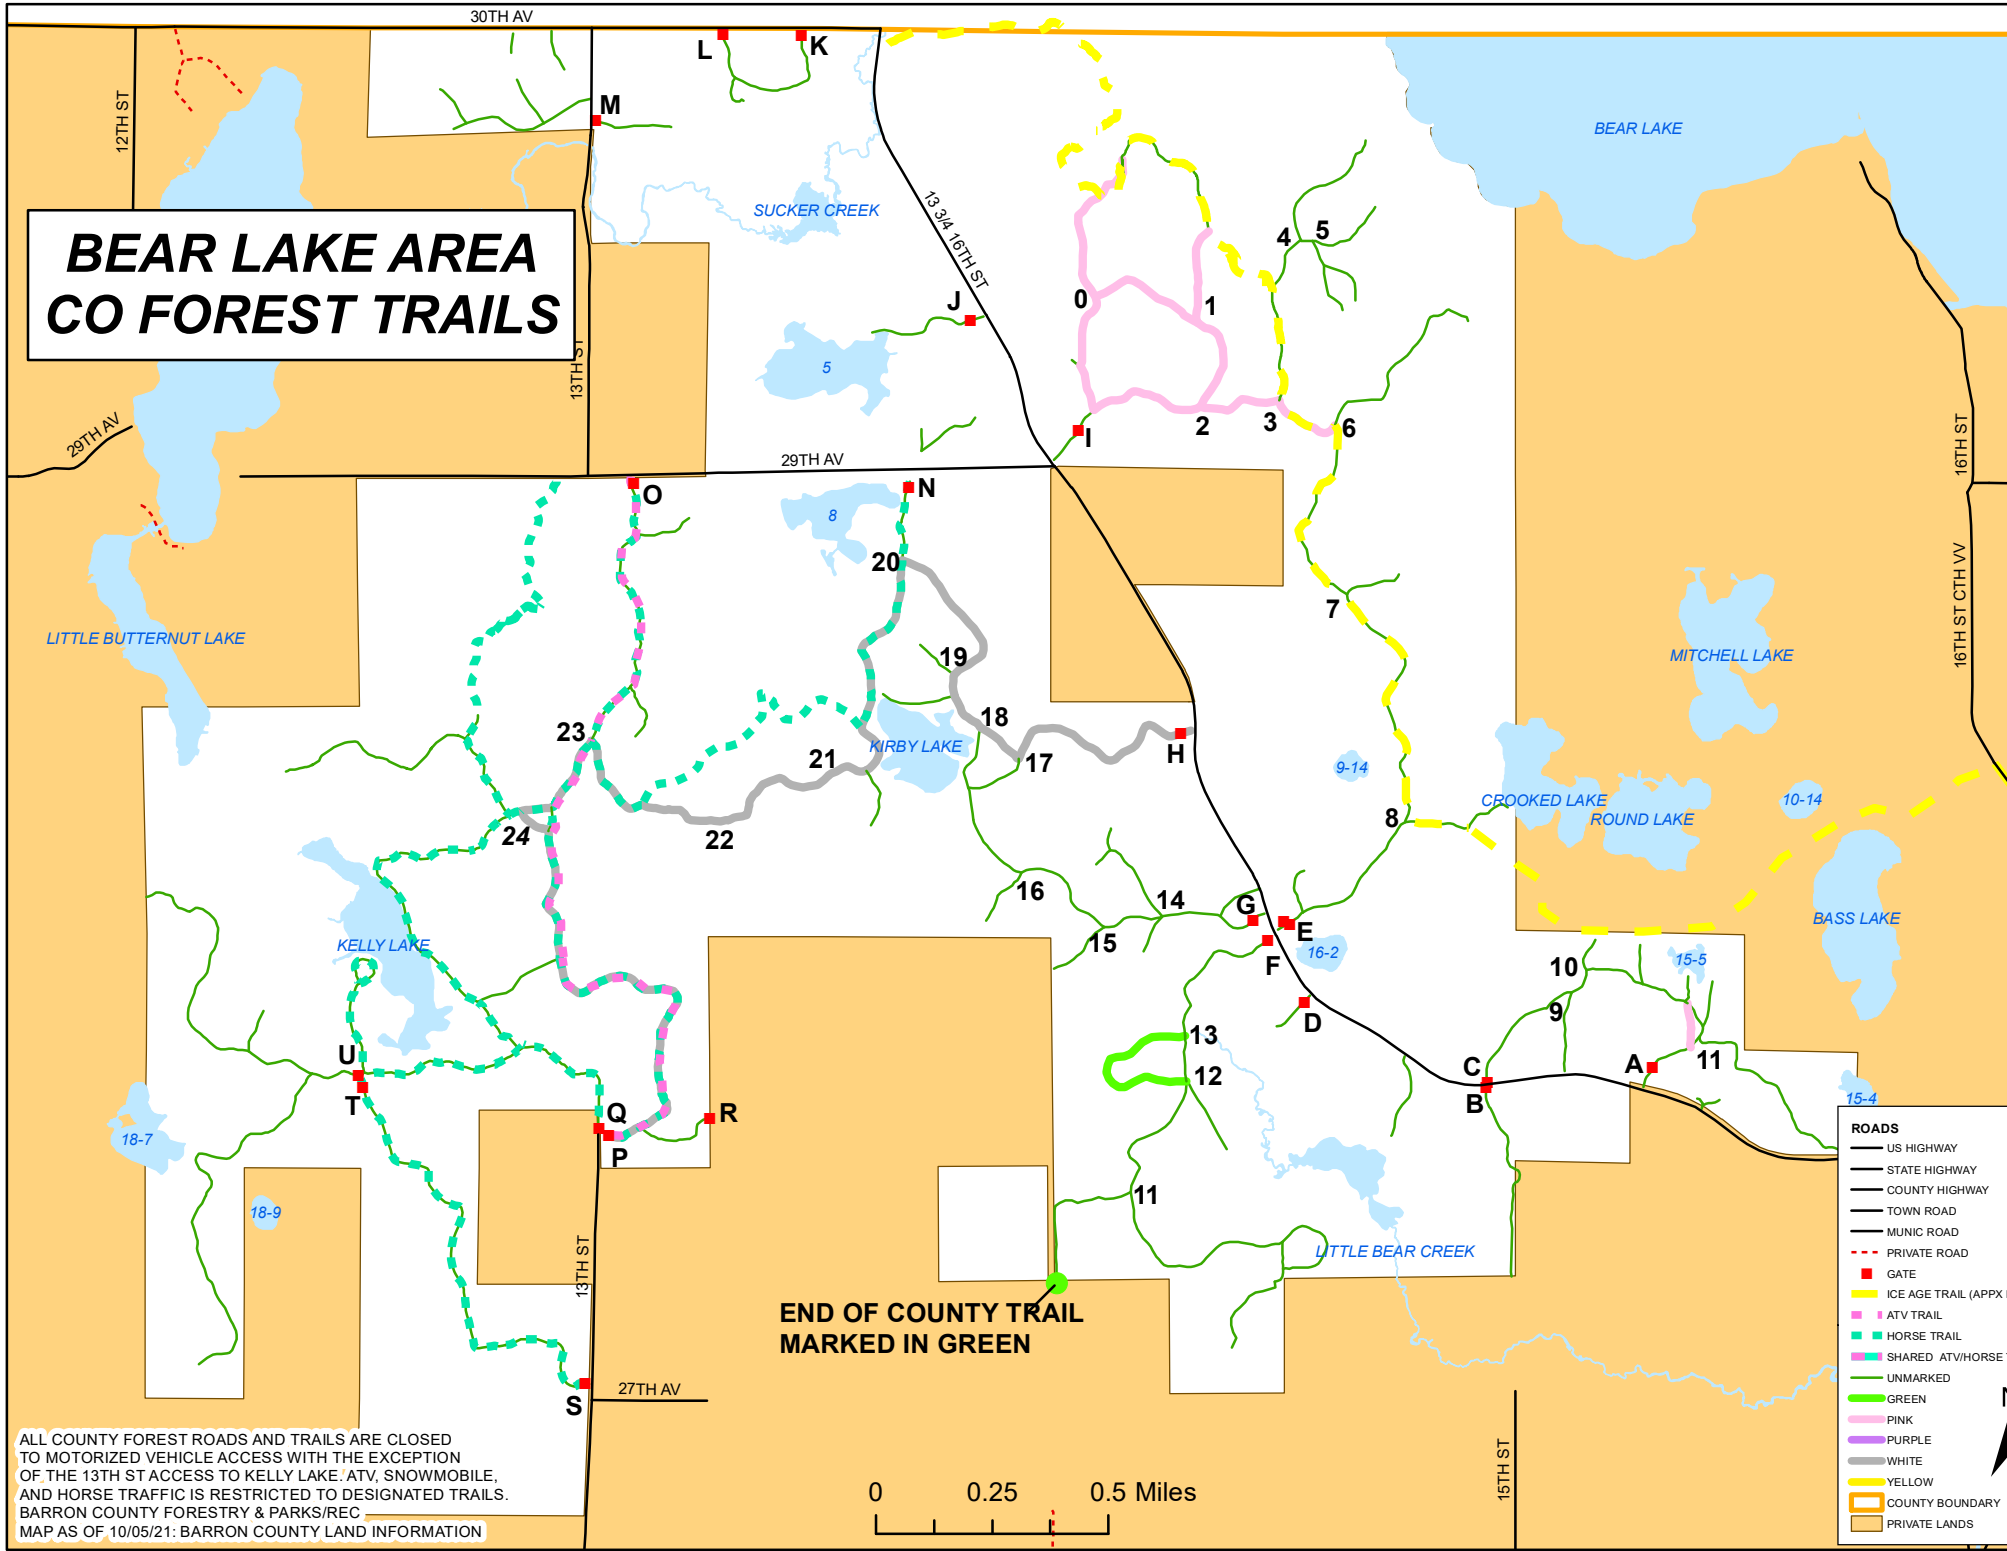 30TH AV
L
K
M
12TH ST
BEAR LAKE
SUCKER CREEK
13 3/4 16TH ST
4
5
BEAR LAKE AREA
CO FOREST TRAILS
0
1
J
13TH ST
5
29TH AV
2
3
6
I
16TH ST
29TH AV
O
N
8
20
7
16TH ST CTH VV
LITTLE BUTTERNUT LAKE
19
MITCHELL LAKE
18
23
KIRBY LAKE
21
17
H
9-14
CROOKED LAKE
10-14
ROUND LAKE
24
22
8
16
14
G
E
BASS LAKE
KELLY LAKE
15
F
16-2
10
15-5
D
9
13
U
C
A
11
12
T
B
15-4
Q
R
18-7
P
11
18-9
LITTLE BEAR CREEK
13TH ST
END OF COUNTY TRAIL
MARKED IN GREEN
S
27TH AV
15TH ST
ROADS
US HIGHWAY
STATE HIGHWAY
COUNTY HIGHWAY
TOWN ROAD
MUNIC ROAD
PRIVATE ROAD
GATE
ICE AGE TRAIL (APPX
ATV TRAIL
HORSE TRAIL
SHARED ATV/HORSE
UNMARKED
GREEN
PINK
PURPLE
WHITE
YELLOW
COUNTY BOUNDARY
PRIVATE LANDS
ALL COUNTY FOREST ROADS AND TRAILS ARE CLOSED
TO MOTORIZED VEHICLE ACCESS WITH THE EXCEPTION
OF THE 13TH ST ACCESS TO KELLY LAKE. ATV, SNOWMOBILE,
AND HORSE TRAFFIC IS RESTRICTED TO DESIGNATED TRAILS.
BARRON COUNTY FORESTRY & PARKS/REC
MAP AS OF 10/05/21: BARRON COUNTY LAND INFORMATION
0 0.25 0.5 Miles